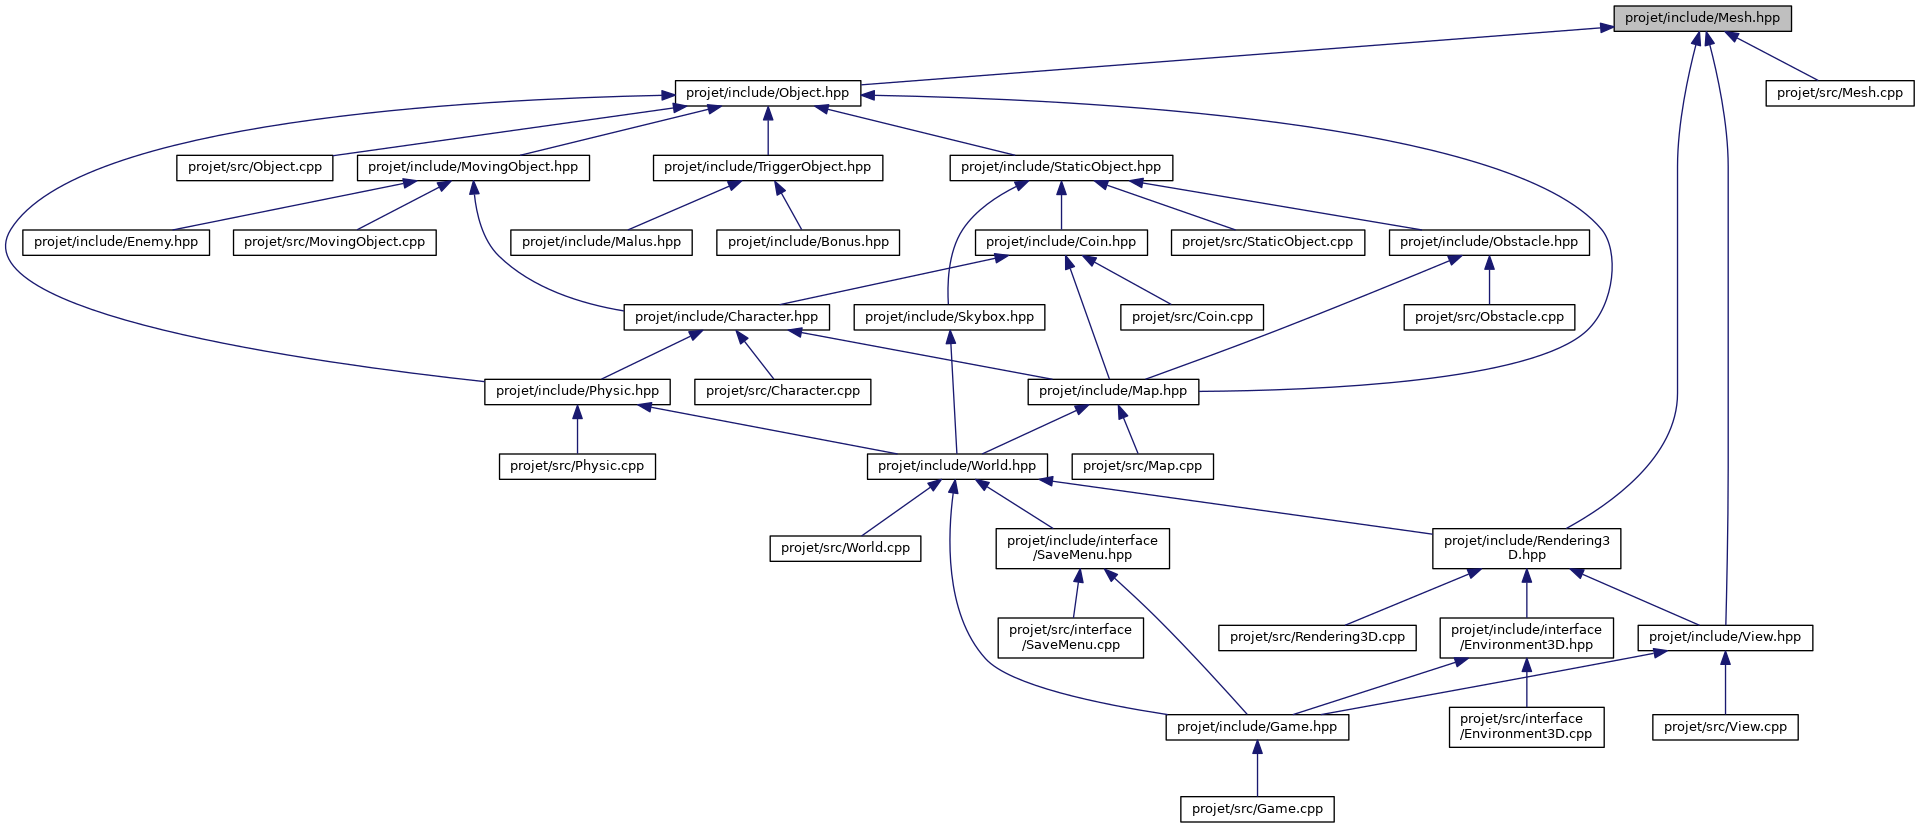 projet/include/Mesh.hpp
projet/include/Object.hpp
projet/src/Mesh.cpp
projet/src/Object.cpp
projet/include/MovingObject.hpp
projet/include/TriggerObject.hpp
projet/include/StaticObject.hpp
projet/include/Enemy.hpp
projet/src/MovingObject.cpp
projet/include/Malus.hpp
projet/include/Bonus.hpp
projet/include/Coin.hpp
projet/src/StaticObject.cpp
projet/include/Obstacle.hpp
projet/include/Character.hpp
projet/include/Skybox.hpp
projet/src/Coin.cpp
projet/src/Obstacle.cpp
projet/include/Physic.hpp
projet/src/Character.cpp
projet/include/Map.hpp
projet/src/Physic.cpp
projet/include/World.hpp
projet/src/Map.cpp
projet/src/World.cpp
projet/include/interface
/SaveMenu.hpp
projet/include/Rendering3
D.hpp
projet/src/interface
/SaveMenu.cpp
projet/src/Rendering3D.cpp
projet/include/interface
/Environment3D.hpp
projet/include/View.hpp
projet/include/Game.hpp
projet/src/interface
/Environment3D.cpp
projet/src/View.cpp
projet/src/Game.cpp